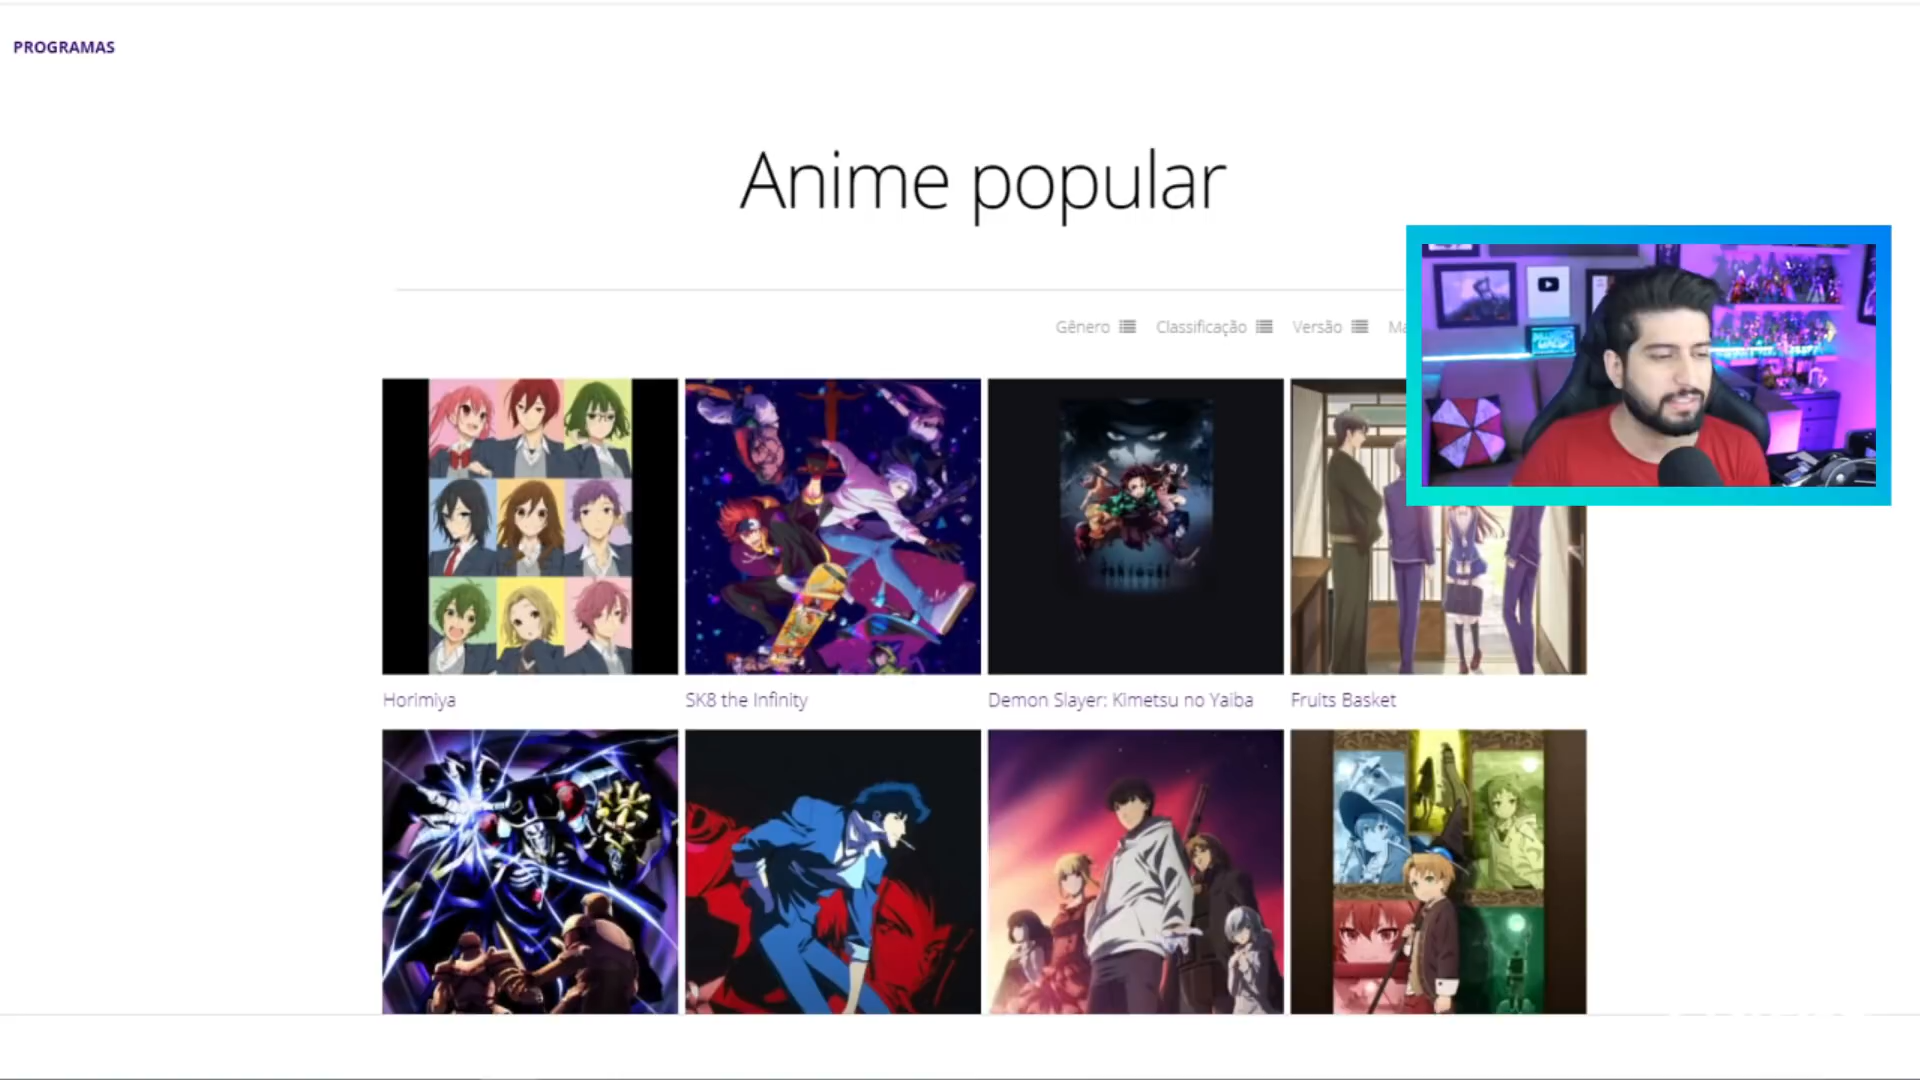 PROGRAMAS
Anime popular
Gênero Classificação Versão
Horimiya SK8 the Infinity Demon Slayer: Kimetsu no Yaiba Fruits Basket